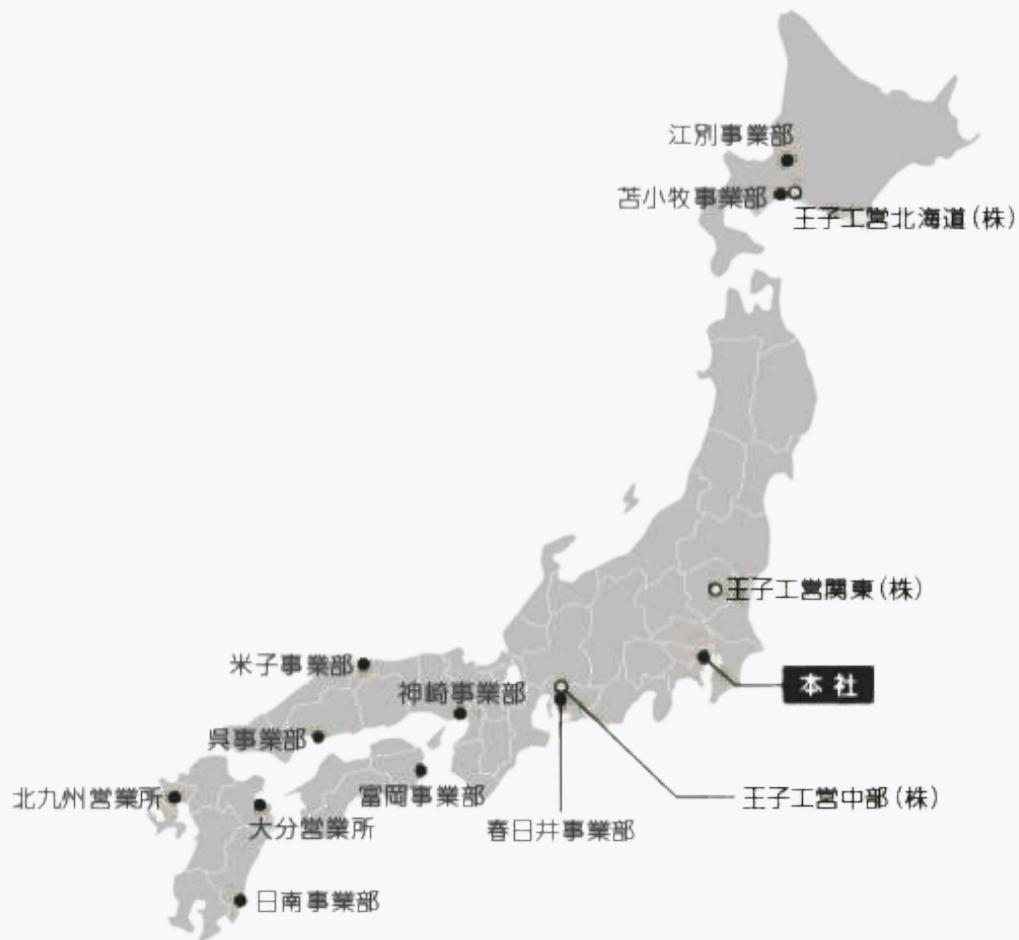 江別事業部
苫小牧事業部
王子工営北海道(株)
王子工営関東(株)
本社
米子事業部
神崎事業部
呉事業部
北九州営業所
富岡事業部
王子工営中部(株)
大分営業所
春日井事業部
日南事業部